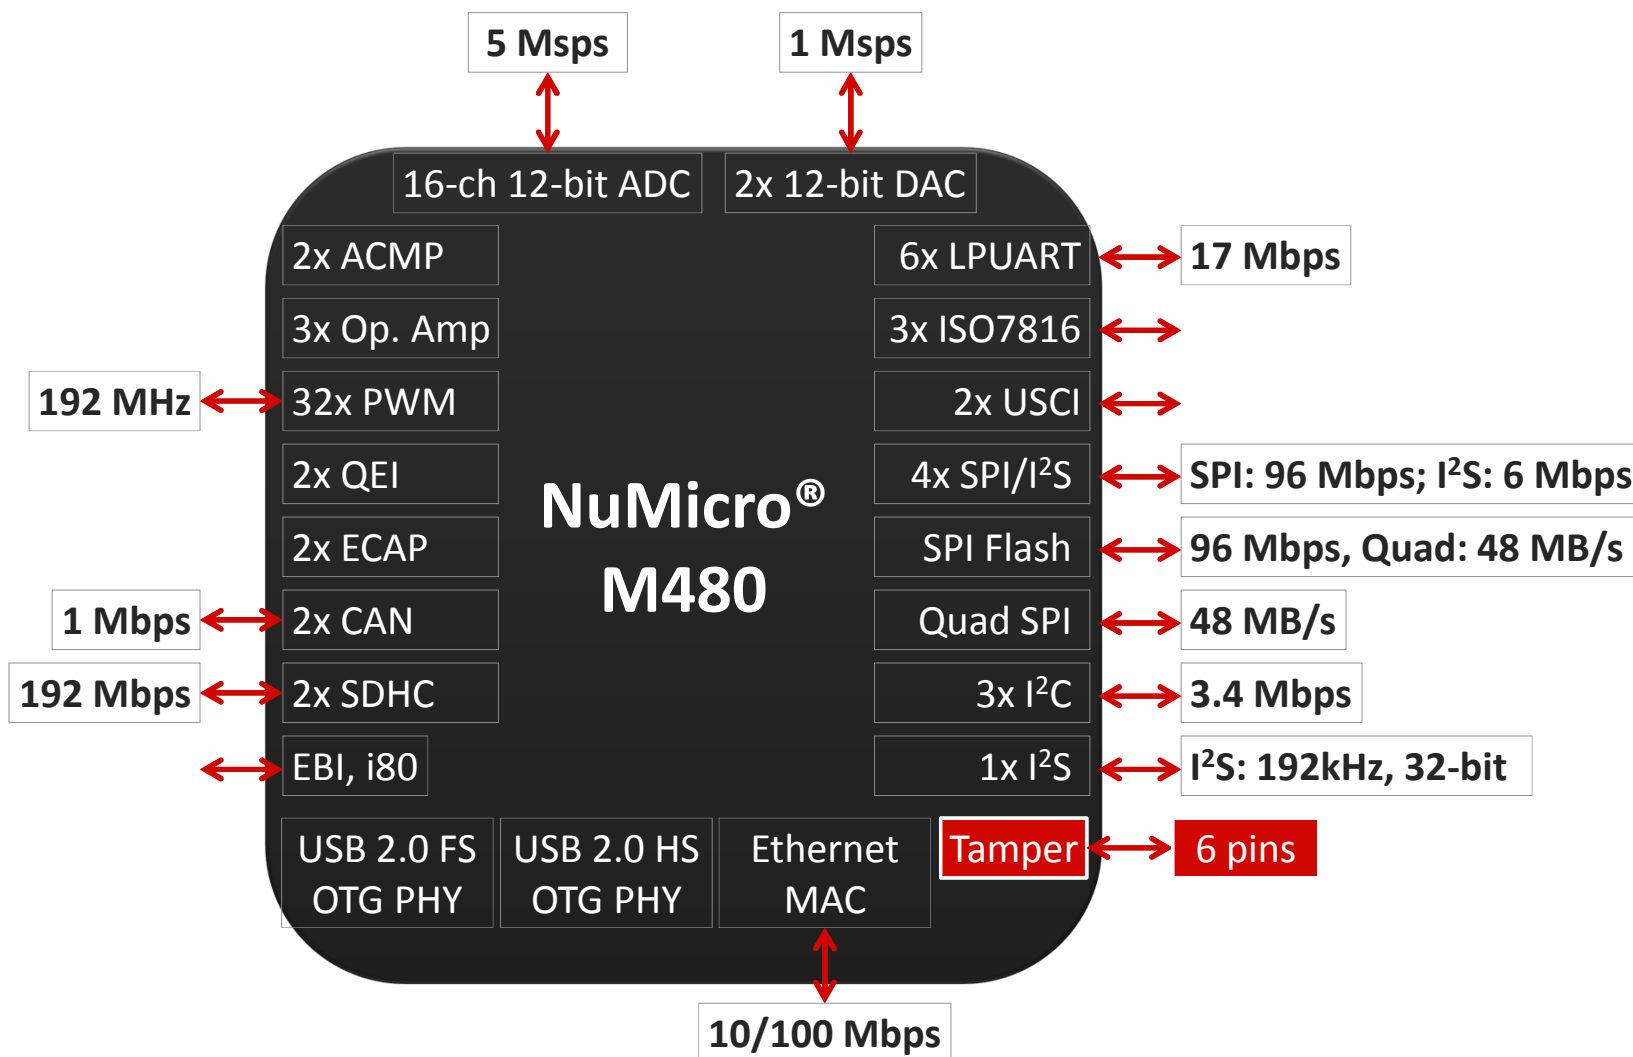 5 Msps
1 Msps
16-ch 12-bit ADC
2x 12-bit DAC
2x ACMP
6x LPUART
17 Mbps
3x Op. Amp
3x ISO7816
192 MHz
32x PWM
2x USCI
2x QEI
4x SPI/I²S
SPI: 96 Mbps; I²S: 6 Mbps
NuMicro®
M480
2x ECAP
SPI Flash
96 Mbps, Quad: 48 MB/s
1 Mbps
2x CAN
Quad SPI
48 MB/s
192 Mbps
2x SDHC
3x I²C
3.4 Mbps
EBI, i80
1x I²S
I²S: 192kHz, 32-bit
USB 2.0 FS
OTG PHY
USB 2.0 HS
OTG PHY
Ethernet
MAC
Tamper
6 pins
10/100 Mbps